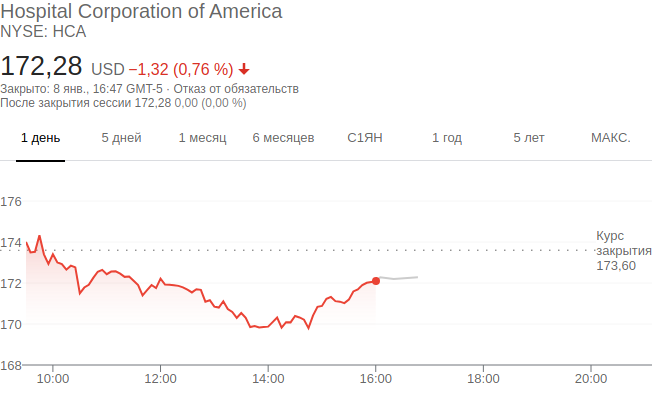 Hospital Corporation of America
NYSE: HCA
172,28 USD −1,32 (0,76 %)
Закрыто: 8 янв., 16:47 GMT-5 · Отказ от обязательств
После закрытия сессии 172,28 0,00 (0,00 %)
1 день 5 дней 1 месяц 6 месяцев С1ЯН 1 год 5 лет МАКС.
176
174
172
170
168
Курс
закрытия
173,60
10:00 12:00 14:00 16:00 18:00 20:00